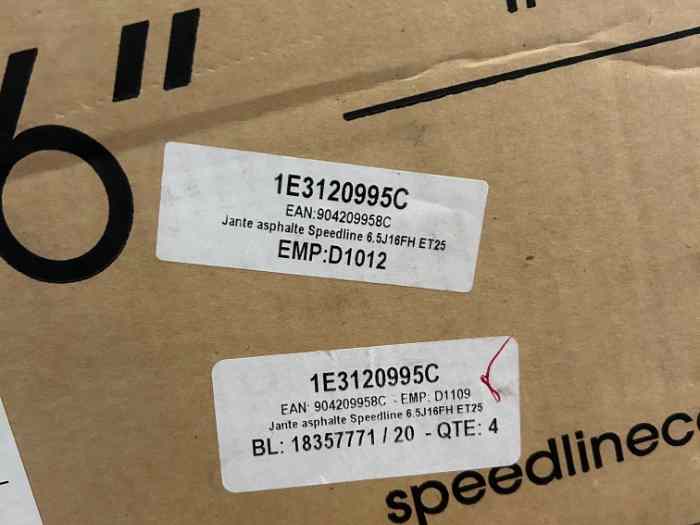 6"
1E3120995C
EAN:904209958C
Jante asphalte Speedline 6.5J16FH ET25
EMP:D1012
1E3120995C
EAN: 904209958C - EMP: D1109
Jante asphalte Speedline 6.5J16FH ET25
BL: 18357771 / 20 - QTE: 4
speedlinec